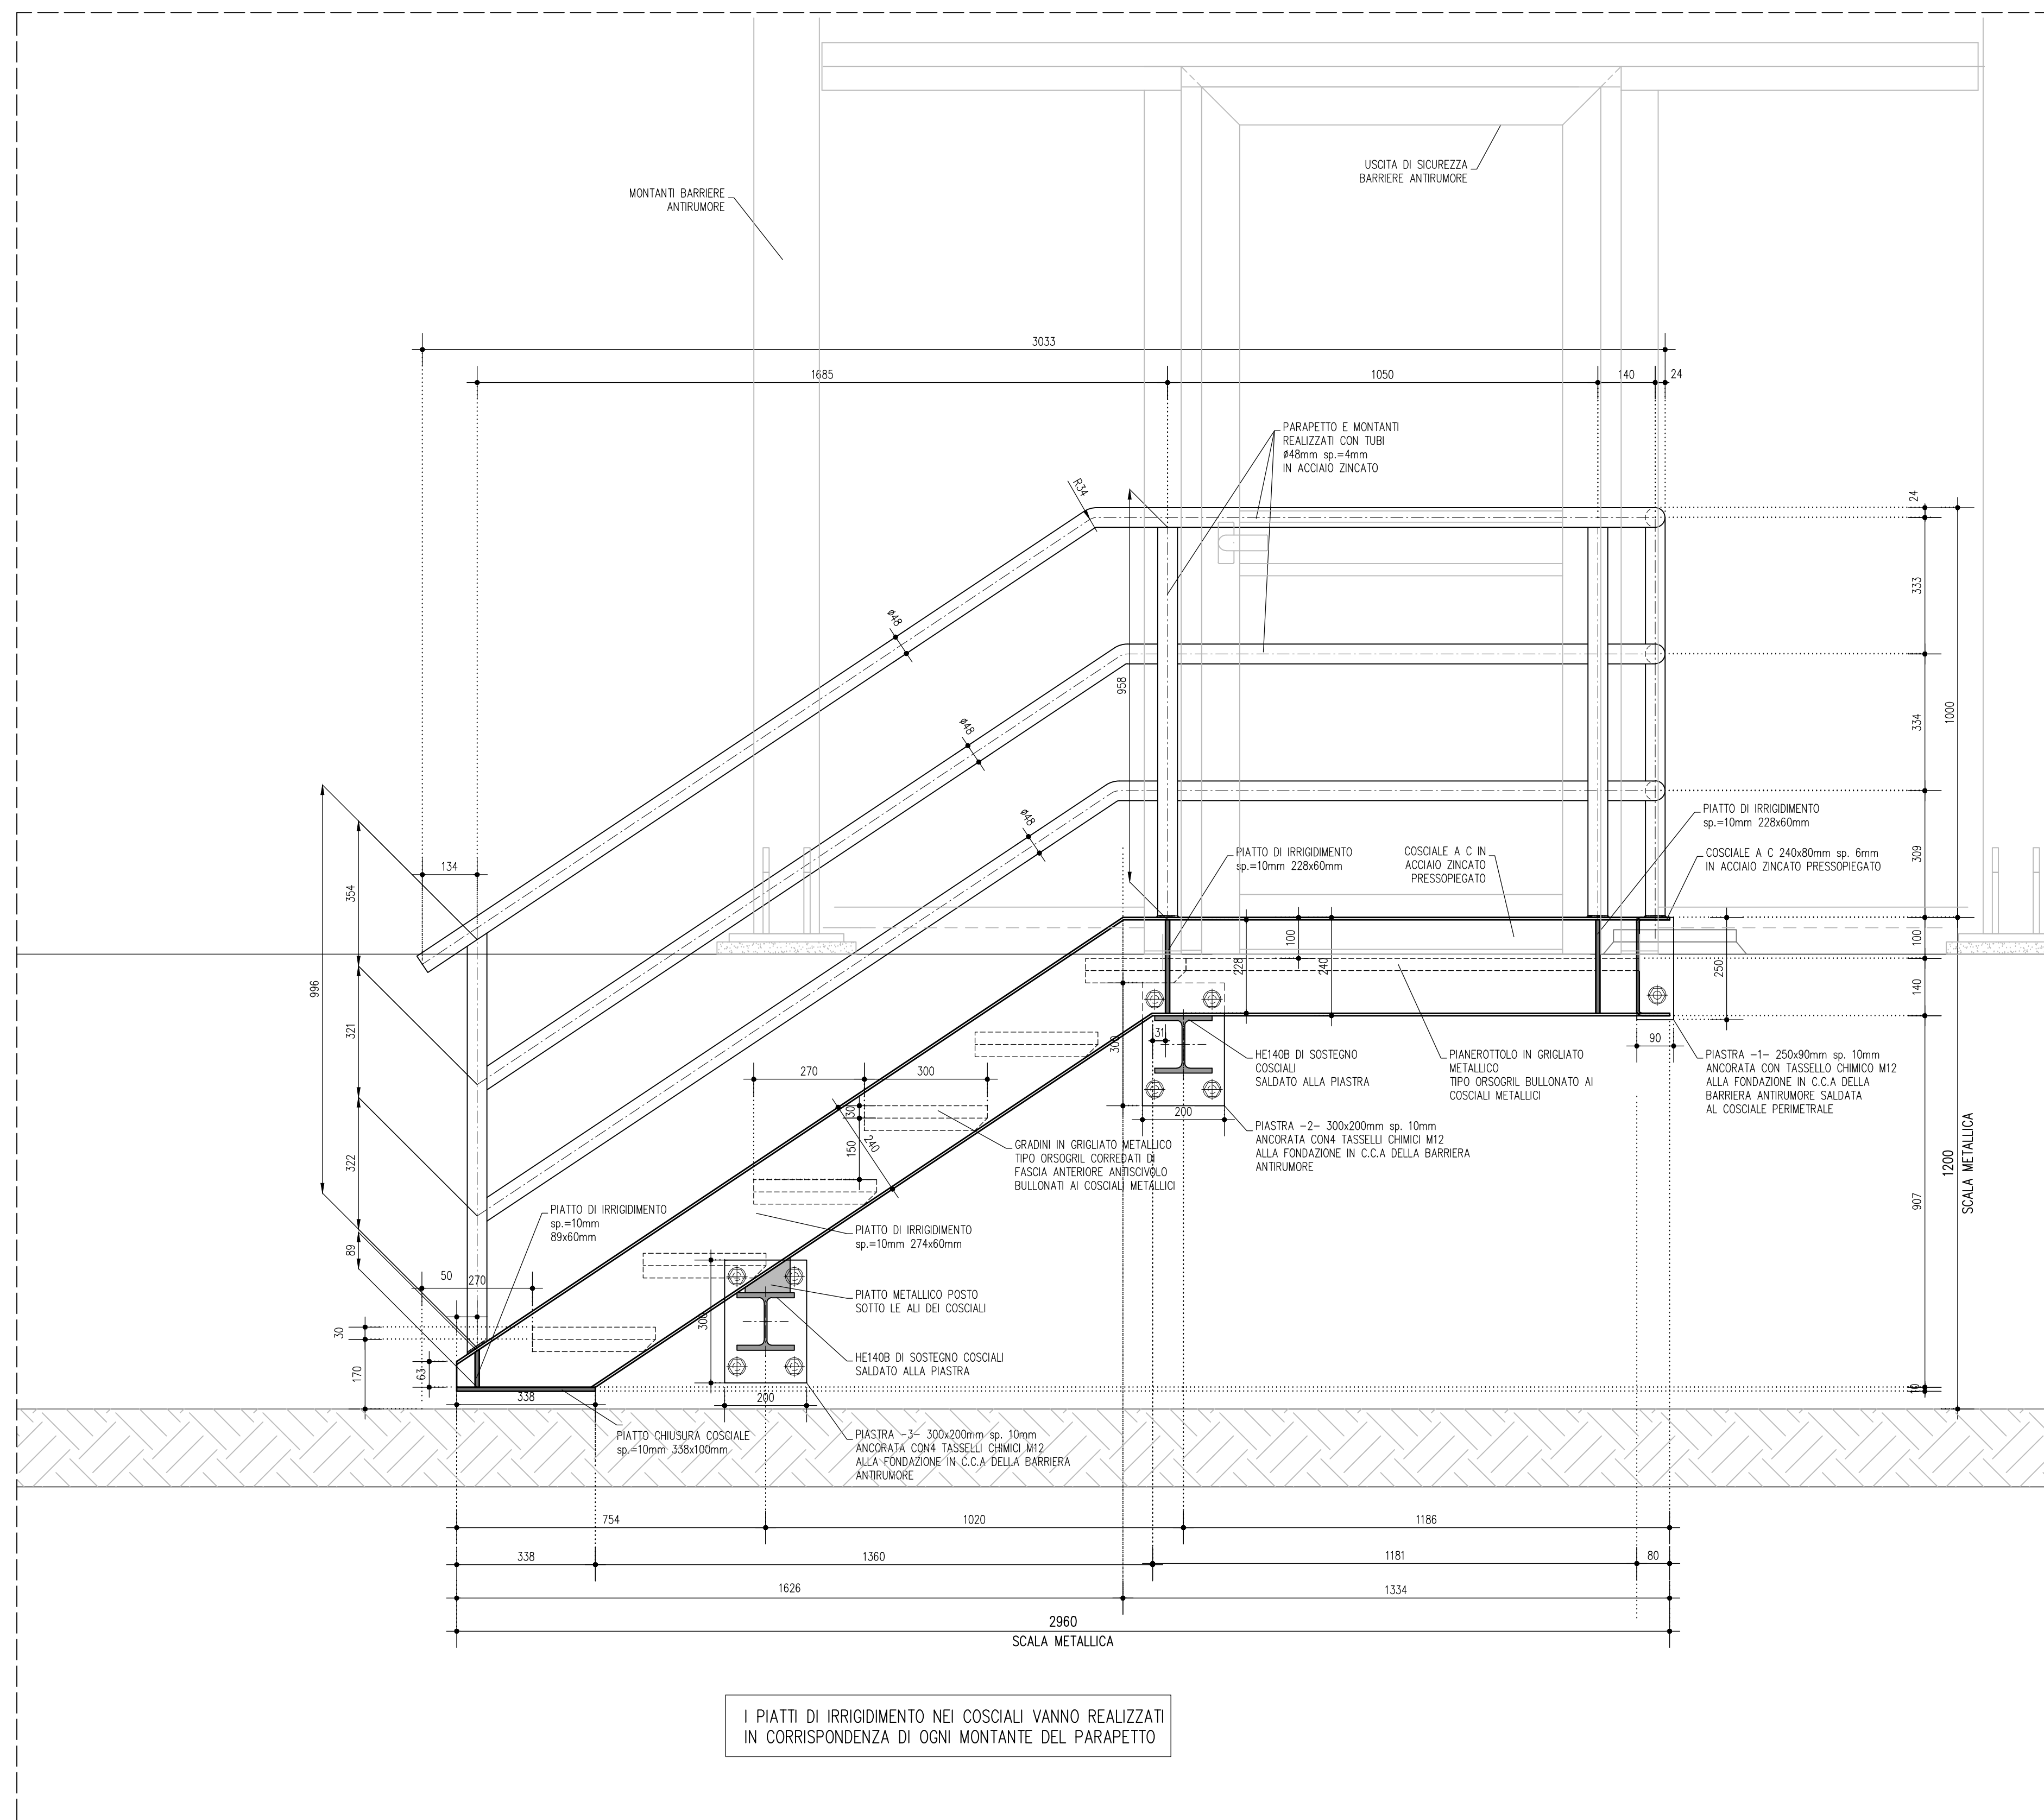 USCITA DI SICUREZZA
BARRIERE ANTIRUMORE
MONTANTI BARRIERE
ANTIRUMORE
3033
1685
1050
140
24
PARAPETTO E MONTANTI
REALIZZATI CON TUBI
ø48mm sp.=4mm
IN ACCIAIO ZINCATO
R34
24
ø48
333
958
ø48
334
1000
ø48
PIATTO DI IRRIGIDIMENTO
sp.=10mm 228x60mm
134
354
PIATTO DI IRRIGIDIMENTO
sp.=10mm 228x60mm
COSCIALE A C IN
ACCIAIO ZINCATO
PRESSOPIEGATO
COSCIALE A C 240x80mm sp. 6mm
IN ACCIAIO ZINCATO PRESSOPIEGATO
309
100
228
240
250
100
996
321
140
31
300
90
HE140B DI SOSTEGNO
COSCIALI
SALDATO ALLA PIASTRA
PIANEROTTOLO IN GRIGLIATO
METALLICO
TIPO ORSOGRIL BULLONATO AI
COSCIALI METALLICI
PIASTRA -1- 250x90mm sp. 10mm
ANCORATA CON TASSELLO CHIMICO M12
ALLA FONDAZIONE IN C.C.A DELLA
BARRIERA ANTIRUMORE SALDATA
AL COSCIALE PERIMETRALE
270
300
30
200
PIASTRA -2- 300x200mm sp. 10mm
ANCORATA CON4 TASSELLI CHIMICI M12
ALLA FONDAZIONE IN C.C.A DELLA BARRIERA
ANTIRUMORE
150
240
GRADINI IN GRIGLIATO METALLICO
TIPO ORSOGRIL CORREDATI DI
FASCIA ANTERIORE ANTISCIVOLO
BULLONATI AI COSCIALI METALLICI
322
1200
SCALA METALLICA
907
PIATTO DI IRRIGIDIMENTO
sp.=10mm
89x60mm
PIATTO DI IRRIGIDIMENTO
sp.=10mm 274x60mm
89
50
270
PIATTO METALLICO POSTO
SOTTO LE ALI DEI COSCIALI
300
30
170
63
HE140B DI SOSTEGNO COSCIALI
SALDATO ALLA PIASTRA
338
200
10
PIATTO CHIUSURA COSCIALE
sp.=10mm 338x100mm
PIASTRA -3- 300x200mm sp. 10mm
ANCORATA CON4 TASSELLI CHIMICI M12
ALLA FONDAZIONE IN C.C.A DELLA BARRIERA
ANTIRUMORE
754
1020
1186
338
1360
1181
80
1626
1334
2960
SCALA METALLICA
I PIATTI DI IRRIGIDIMENTO NEI COSCIALI VANNO REALIZZATI
IN CORRISPONDENZA DI OGNI MONTANTE DEL PARAPETTO